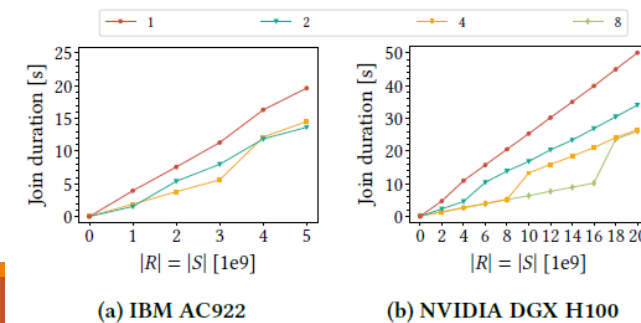 1 2 4 8
Join duration [s]
25
20
15
10
5
0
0 1 2 3 4 5
|R| = |S| [1e9]
(a) IBM AC922
Join duration [s]
50
40
30
20
10
0
0 2 4 6 8 10 12 14 16 18 20
|R| = |S| [1e9]
(b) NVIDIA DGX H100